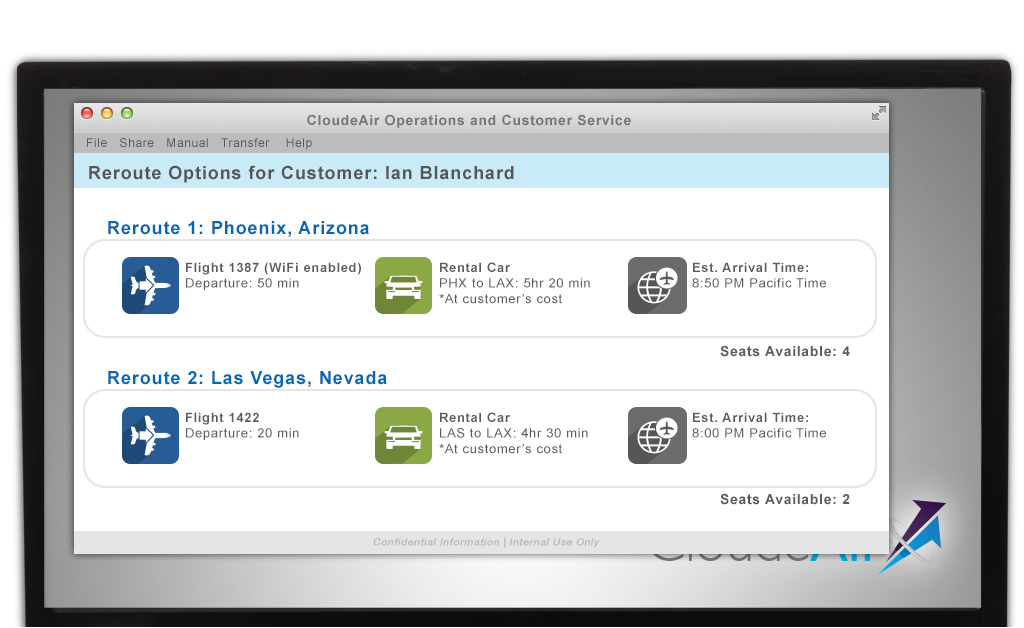 CloudeAir Operations and Customer Service
File Share Manual Transfer Help
Reroute Options for Customer: Ian Blanchard
Reroute 1: Phoenix, Arizona
Flight 1387 (WiFi enabled)
Departure: 50 min
Rental Car
PHX to LAX: 5hr 20 min
*At customer’s cost
Est. Arrival Time:
8:50 PM Pacific Time
Seats Available: 4
Reroute 2: Las Vegas, Nevada
Flight 1422
Departure: 20 min
Rental Car
LAS to LAX: 4hr 30 min
*At customer’s cost
Est. Arrival Time:
8:00 PM Pacific Time
Seats Available: 2
Confidential Information | Internal Use Only
CloudeAir